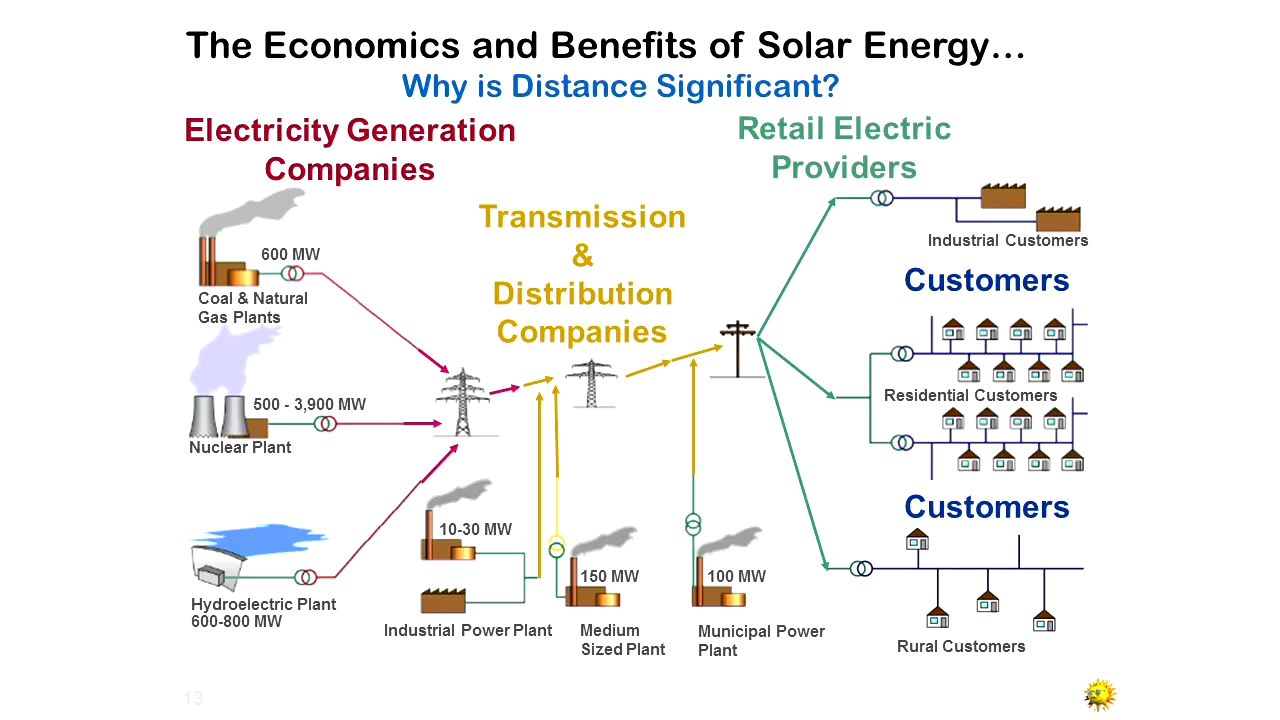 The Economics and Benefits of Solar Energy…
Why is Distance Significant?
Electricity Generation
Companies
Retail Electric
Providers
Transmission
&
Distribution
Companies
600 MW
Coal & Natural
Gas Plants
500 - 3,900 MW
Nuclear Plant
Hydroelectric Plant
600-800 MW
10-30 MW
Industrial Power Plant
150 MW
Medium
Sized Plant
100 MW
Municipal Power
Plant
Industrial Customers
Customers
Residential Customers
Customers
Rural Customers
13